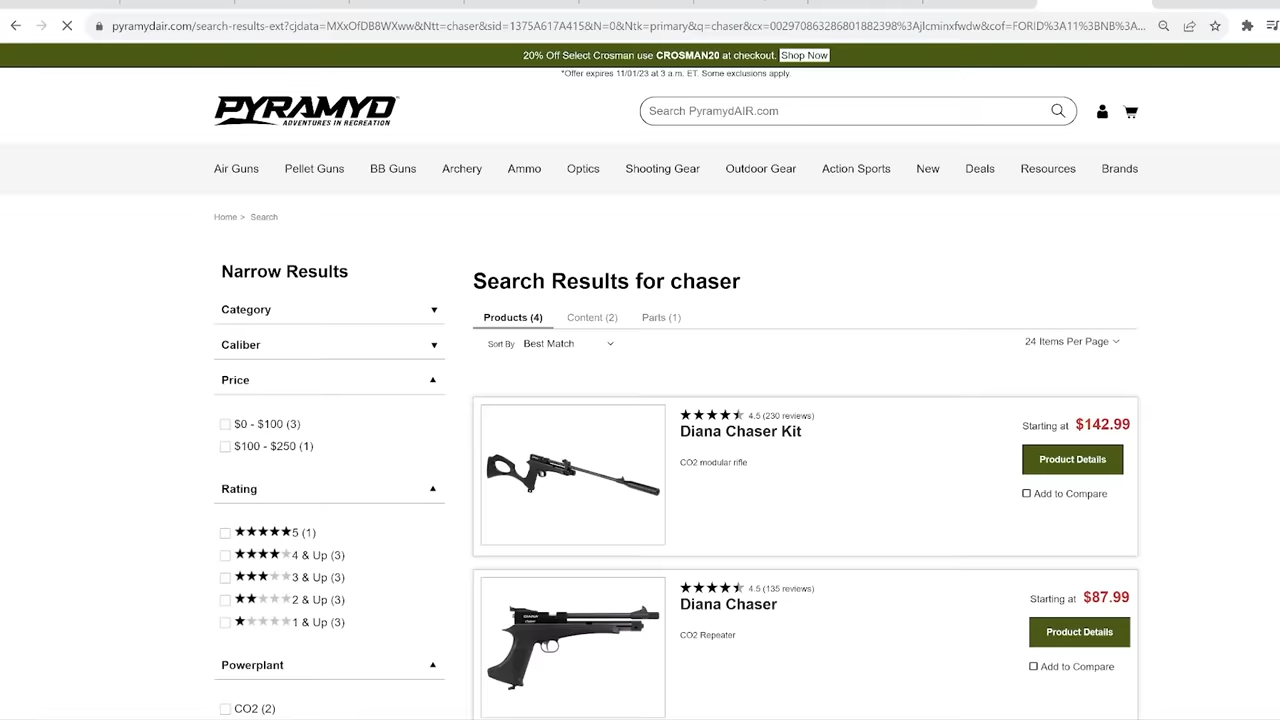 pyramydair.com/search-results-ext?cjdata=MXxOfDB8WXww&Ntt=chaser&sid=1375A617A415&N=0&Ntk=primary&q=chaser&cx=002970863286801882398%3Ajlcminxfwdw&cof=FORID%3A11%3BNB%3A...
20% Off Select Crosman use CROSMAN20 at checkout. Shop Now
*Offer expires 11/01/23 at 3 a.m. ET. Some exclusions apply.
PYRAMYD
ADVENTURES IN RECREATION
Search PyramydAIR.com
Air Guns Pellet Guns BB Guns Archery Ammo Optics Shooting Gear Outdoor Gear Action Sports New Deals Resources Brands
Home > Search
Narrow Results
Category
Caliber
Price
$0 - $100 (3)
$100 - $250 (1)
Rating
★★★★★5 (1)
★★★★★4 & Up (3)
★★★★★3 & Up (3)
★★★★★2 & Up (3)
★★★★★1 & Up (3)
Powerplant
CO2 (2)
Search Results for chaser
Products (4) Content (2) Parts (1)
Sort By Best Match
24 Items Per Page
4.5 (230 reviews)
Diana Chaser Kit
CO2 modular rifle
Starting at $142.99
Product Details
Add to Compare
4.5 (135 reviews)
Diana Chaser
CO2 Repeater
Starting at $87.99
Product Details
Add to Compare